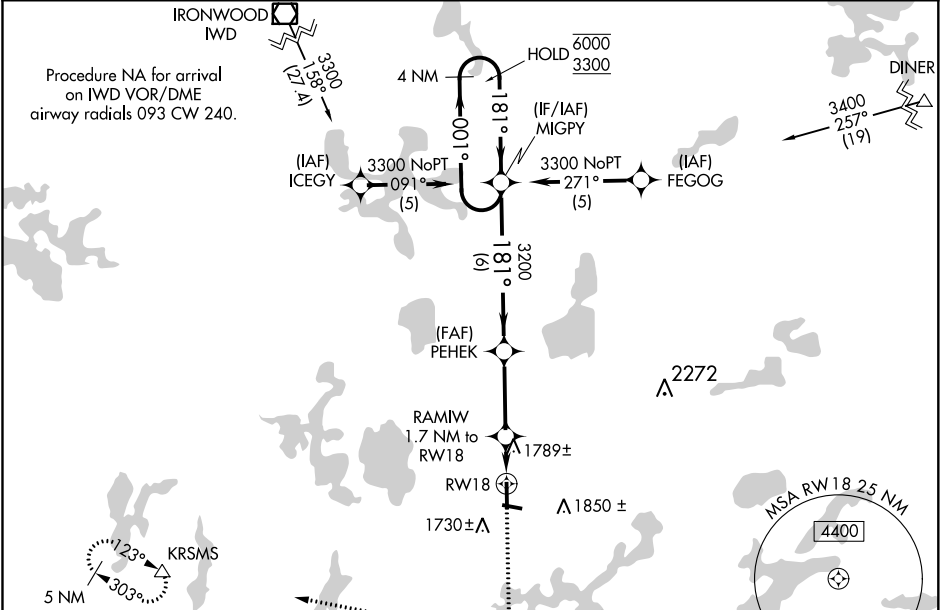 IRONWOOD
IWD
3300
158°
(27.4)
Procedure NA for arrival
on IWD VOR/DME
airway radials 093 CW 240.
4 NM
HOLD
6000
3300
001°
181°
(IF/IAF)
MIGPY
DINER
3400
257°
(19)
(IAF)
ICEGY
3300 NoPT
091°
(5)
3300 NoPT
271°
(5)
(IAF)
FEGOG
3200
181°
(6)
(FAF)
PEHEK
2272
RAMIW
1.7 NM to
RW18
1789±
RW18
1850 ±
1730±
MSA RW18 25 NM
4400
123°
KRSMS
303°
5 NM